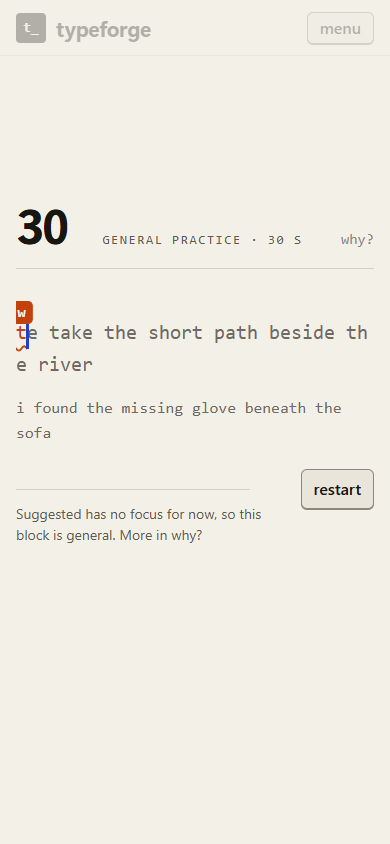 t_ typeforge menu
30 GENERAL PRACTICE · 30 S why?
w
te take the short path beside th
e river
i found the missing glove beneath the
sofa
restart
Suggested has no focus for now, so this
block is general. More in why?